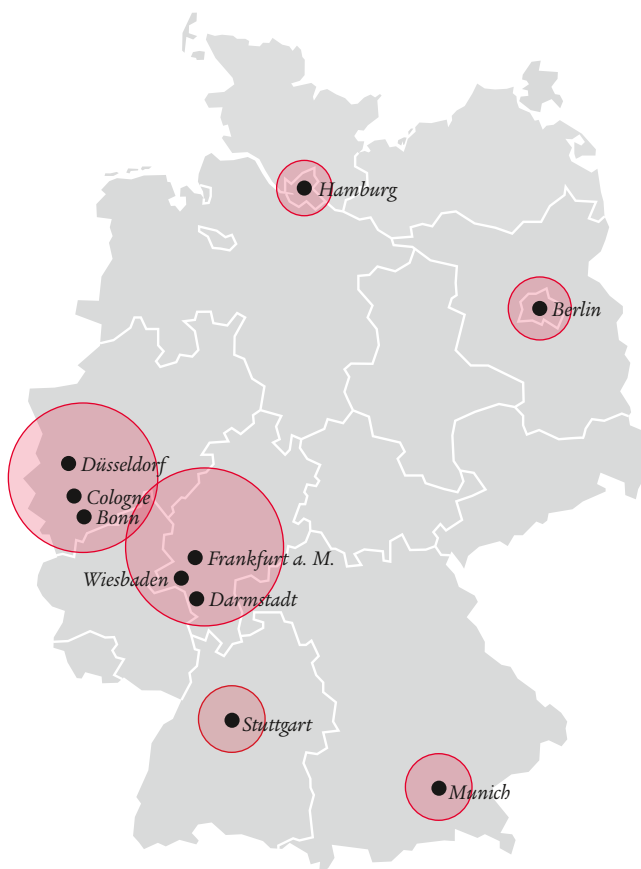 Hamburg
Berlin
Düsseldorf
Cologne
Bonn
Frankfurt a. M.
Wiesbaden
Darmstadt
Stuttgart
Munich